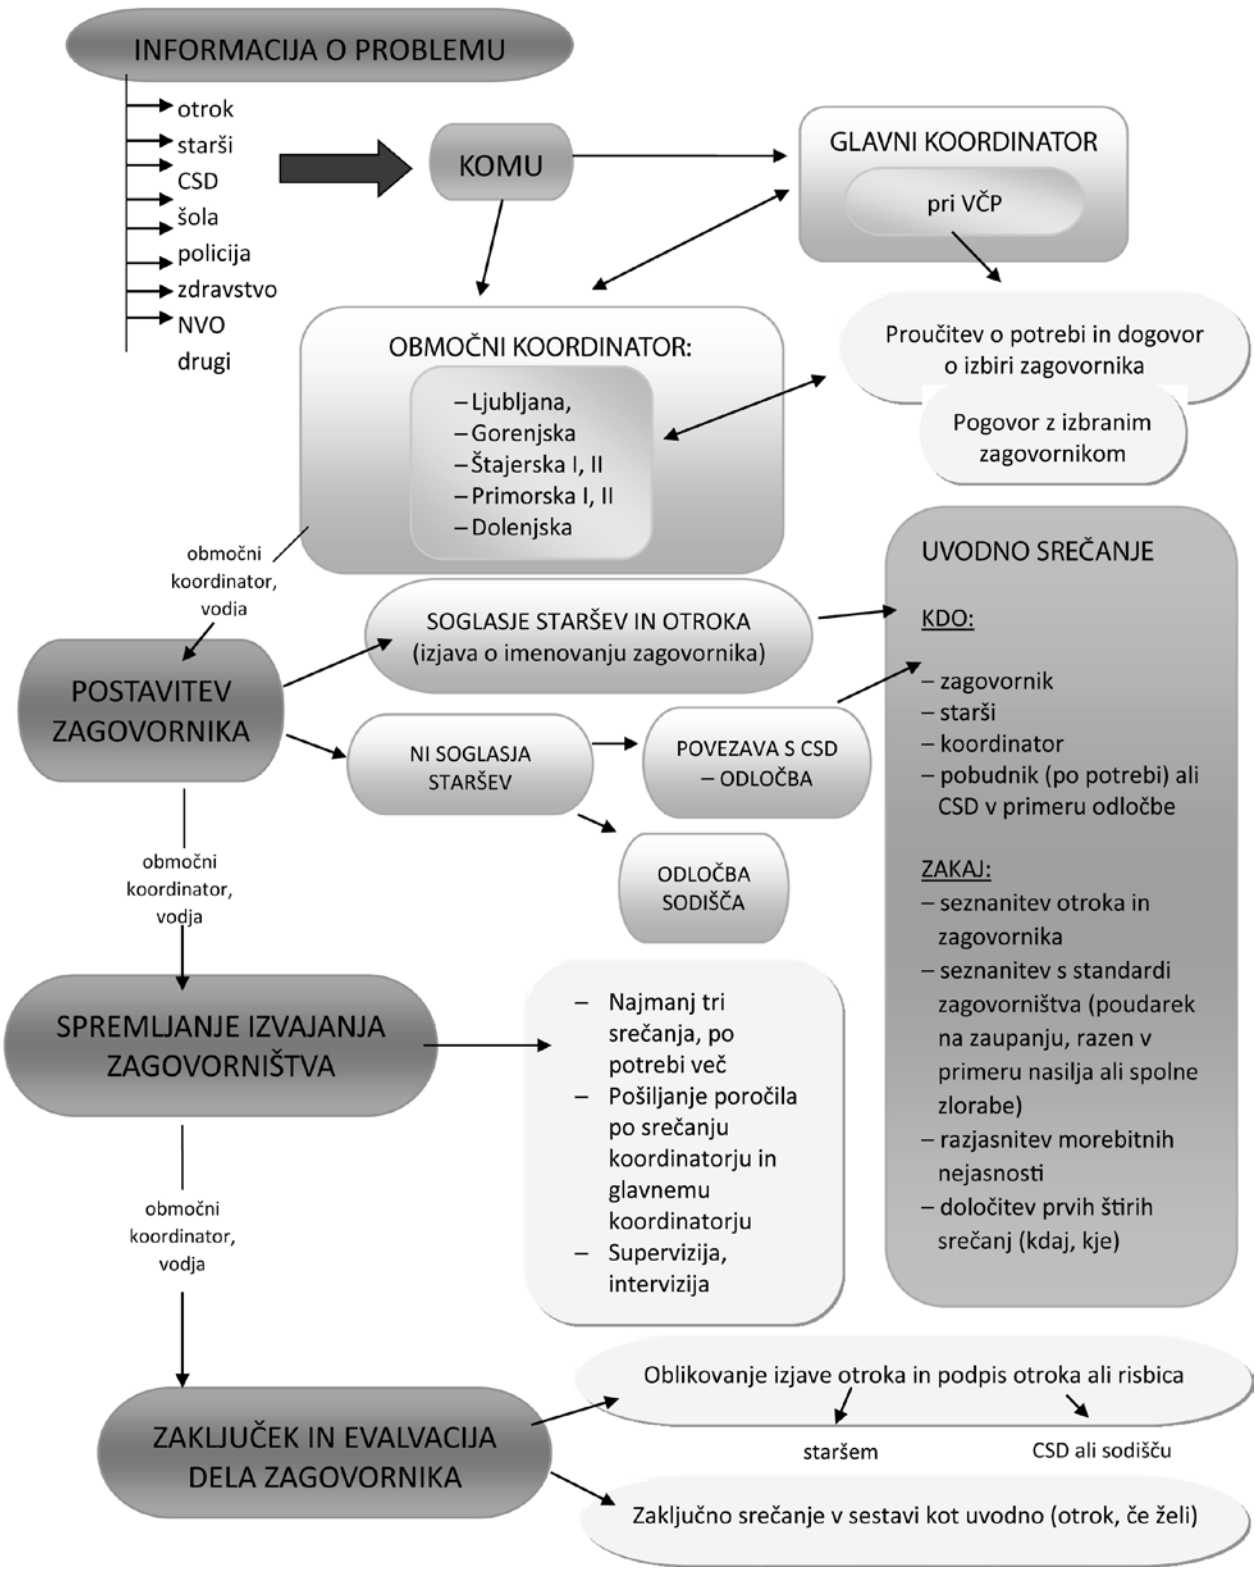 INFORMACIJA O PROBLEMU
otrok
starši
CSD
šola
policija
zdravstvo
NVO
drugi
KOMU
GLAVNI KOORDINATOR
pri VČP
Proučitev o potrebi in dogovor
o izbiri zagovornika
Pogovor z izbranim
zagovornikom
OBMOČNI KOORDINATOR:
– Ljubljana,
– Gorenjska
– Štajerska I, II
– Primorska I, II
– Dolenjska
območni
koordinator,
vodja
POSTAVITEV
ZAGOVORNIKA
SOGLASJE STARŠEV IN OTROKA
(izjava o imenovanju zagovornika)
NI SOGLASJA
STARŠEV
POVEZAVA S CSD
– ODLOČBA
ODLOČBA
SODIŠČA
UVODNO SREČANJE
KDO:
– zagovornik
– starši
– koordinator
– pobudnik (po potrebi) ali
CSD v primeru odločbe
ZAKAJ:
– seznanitev otroka in
zagovornika
– seznanitev s standardi
zagovorništva (poudarek
na zaupanju, razen v
primeru nasilja ali spolne
zlorabe)
– razjasnitev morebitnih
nejasnosti
– določitev prvih štirih
srečanj (kdaj, kje)
območni
koordinator,
vodja
SPREMLJANJE IZVAJANJA
ZAGOVORNIŠTVA
– Najmanj tri
srečanja, po
potrebi več
– Pošiljanje poročila
po srečanju
koordinatorju in
glavnemu
koordinatorju
– Supervizija,
intervizija
območni
koordinator,
vodja
ZAKLJUČEK IN EVALVACIJA
DELA ZAGOVORNIKA
Oblikovanje izjave otroka in podpis otroka ali risbica
staršem
CSD ali sodišču
Zaključno srečanje v sestavi kot uvodno (otrok, če želi)